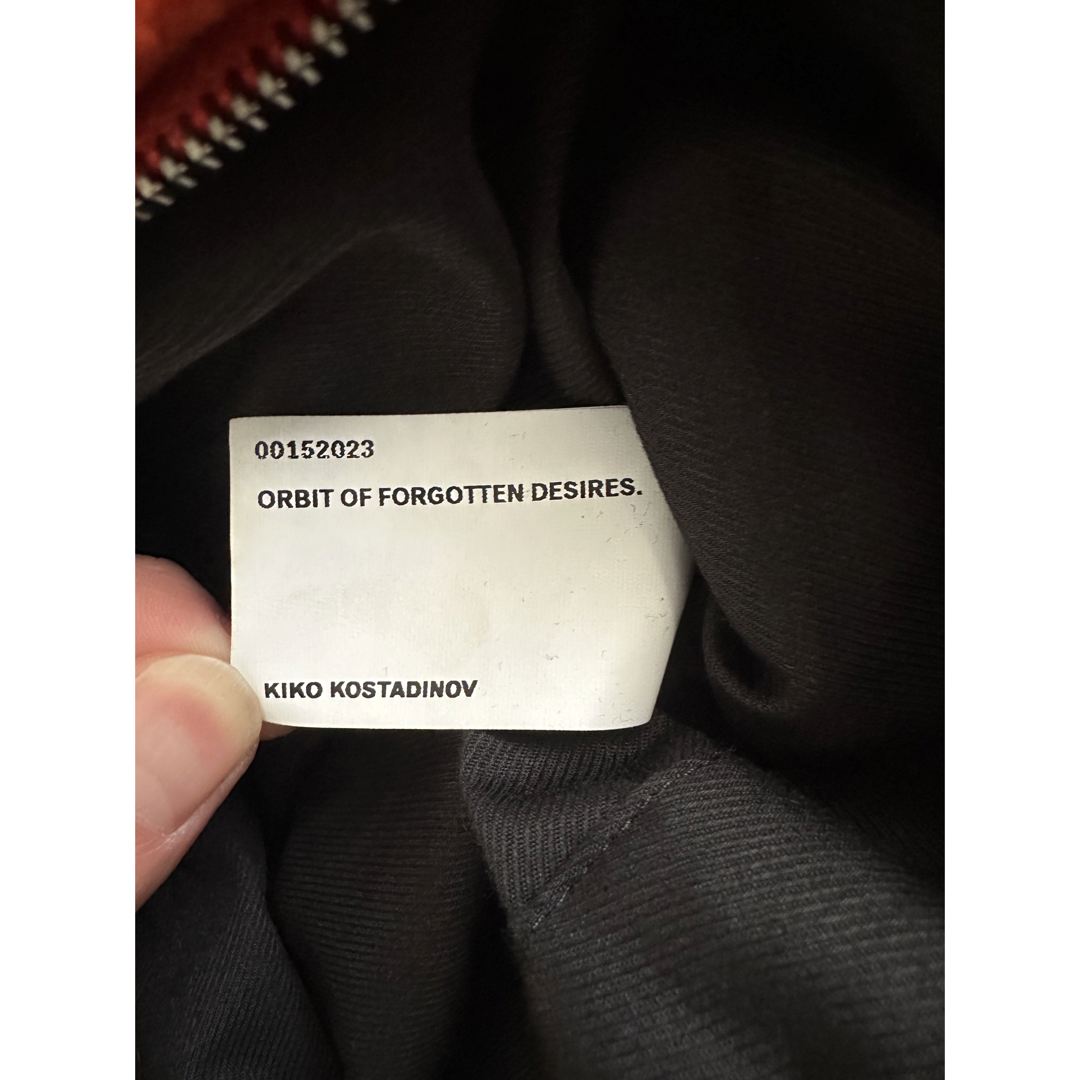 00152023
ORBIT OF FORGOTTEN DESIRES.
KIKO KOSTADINOV